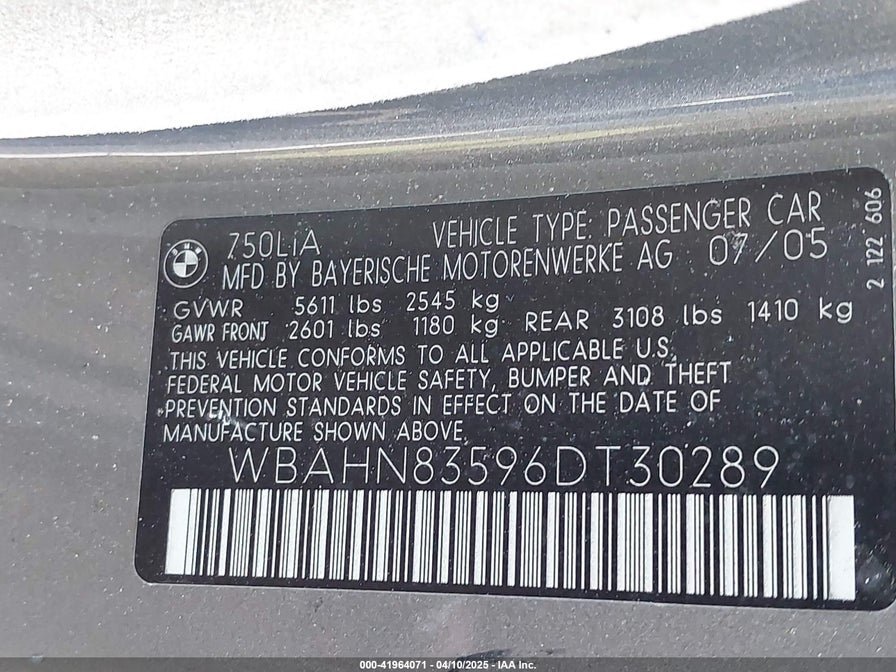 750LiA VEHICLE TYPE: PASSENGER CAR
MFD BY BAYERISCHE MOTORENWERKE AG 07/05
GVWR 5611 lbs 2545 kg
GAWR FRONT 2601 lbs 1180 kg REAR 3108 lbs 1410 kg
THIS VEHICLE CONFORMS TO ALL APPLICABLE U.S.
FEDERAL MOTOR VEHICLE SAFETY, BUMPER AND THEFT
PREVENTION STANDARDS IN EFFECT ON THE DATE OF
MANUFACTURE SHOWN ABOVE.
WBAHN83596DT30289
2 122 606
BMW
000-41964071 - 04/10/2025 - IAA Inc.